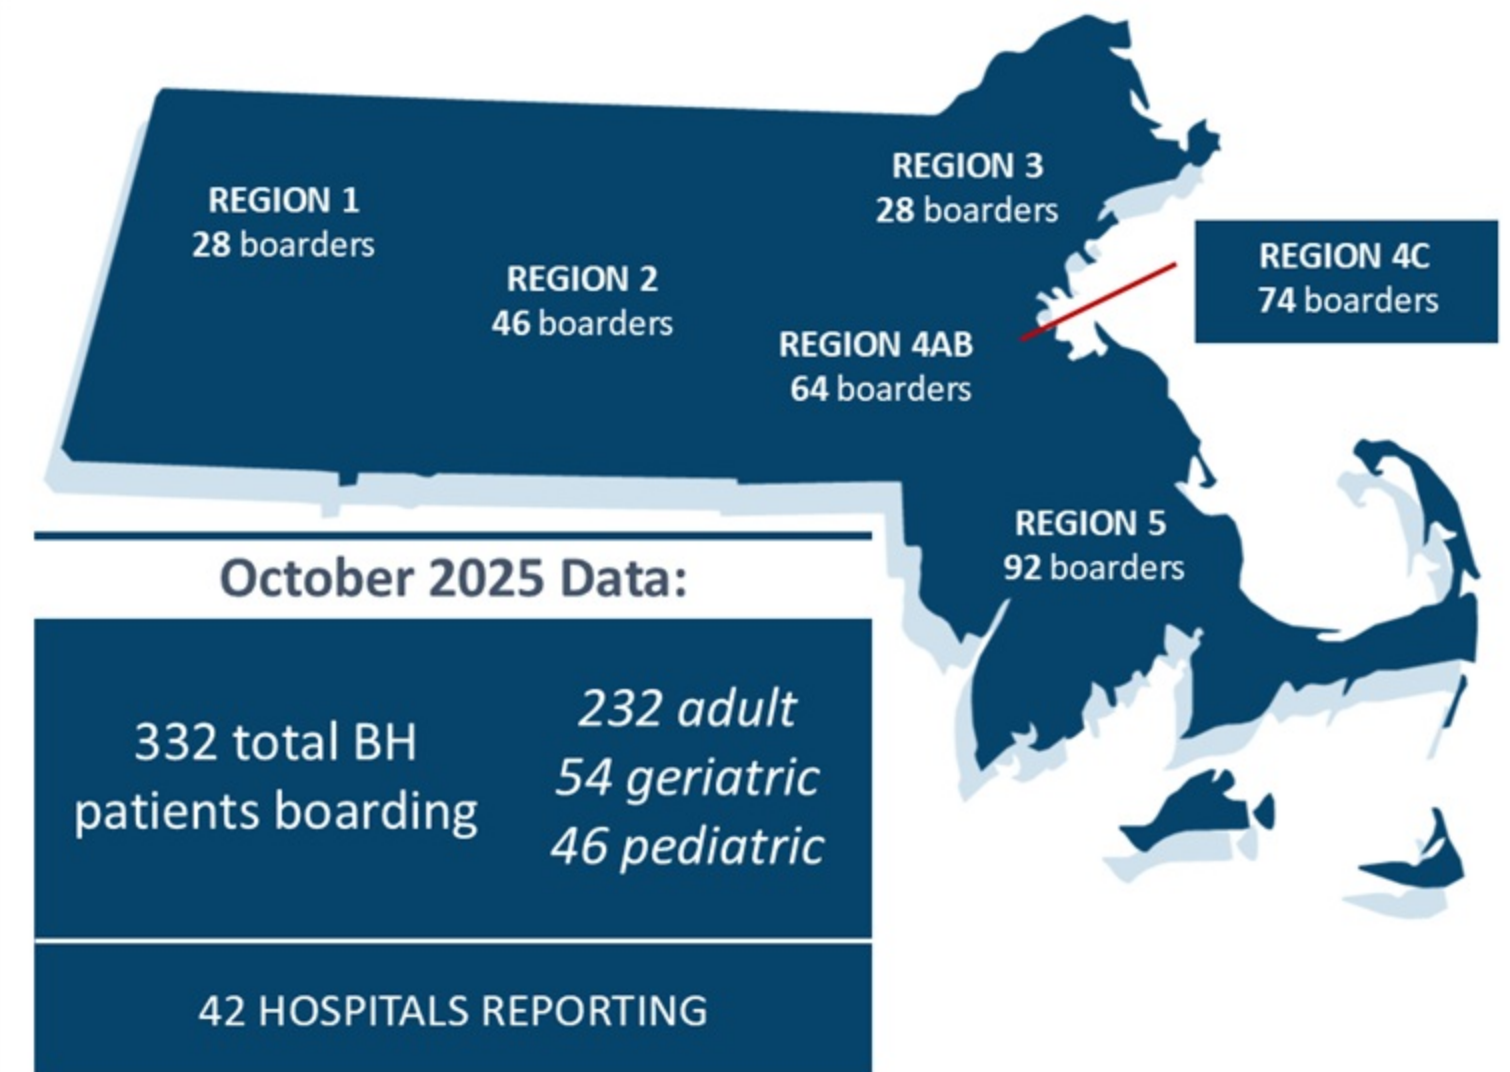 REGION 1
28 boarders
REGION 2
46 boarders
REGION 3
28 boarders
REGION 4AB
64 boarders
REGION 4C
74 boarders
REGION 5
92 boarders
October 2025 Data:
332 total BH
patients boarding
232 adult
54 geriatric
46 pediatric
42 HOSPITALS REPORTING